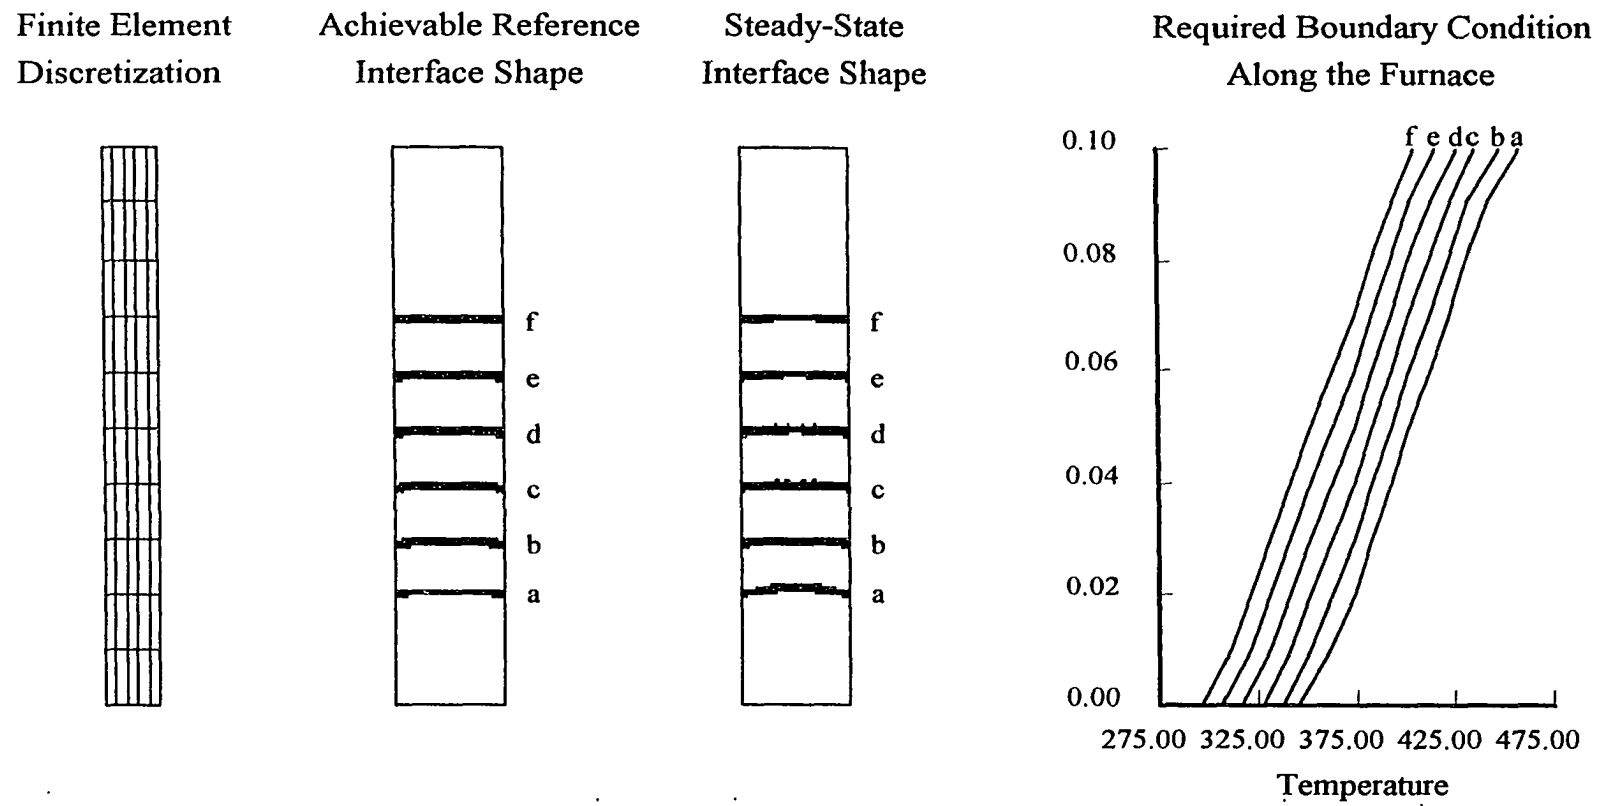 Finite Element
Discretization
Achievable Reference
Interface Shape
Steady-State
Interface Shape
Required Boundary Condition
Along the Furnace
f
e
d
c
b
a
f
e
d
c
b
a
f e d c b a
0.10
0.08
0.06
0.04
0.02
0.00
275.00 325.00 375.00 425.00 475.00
Temperature